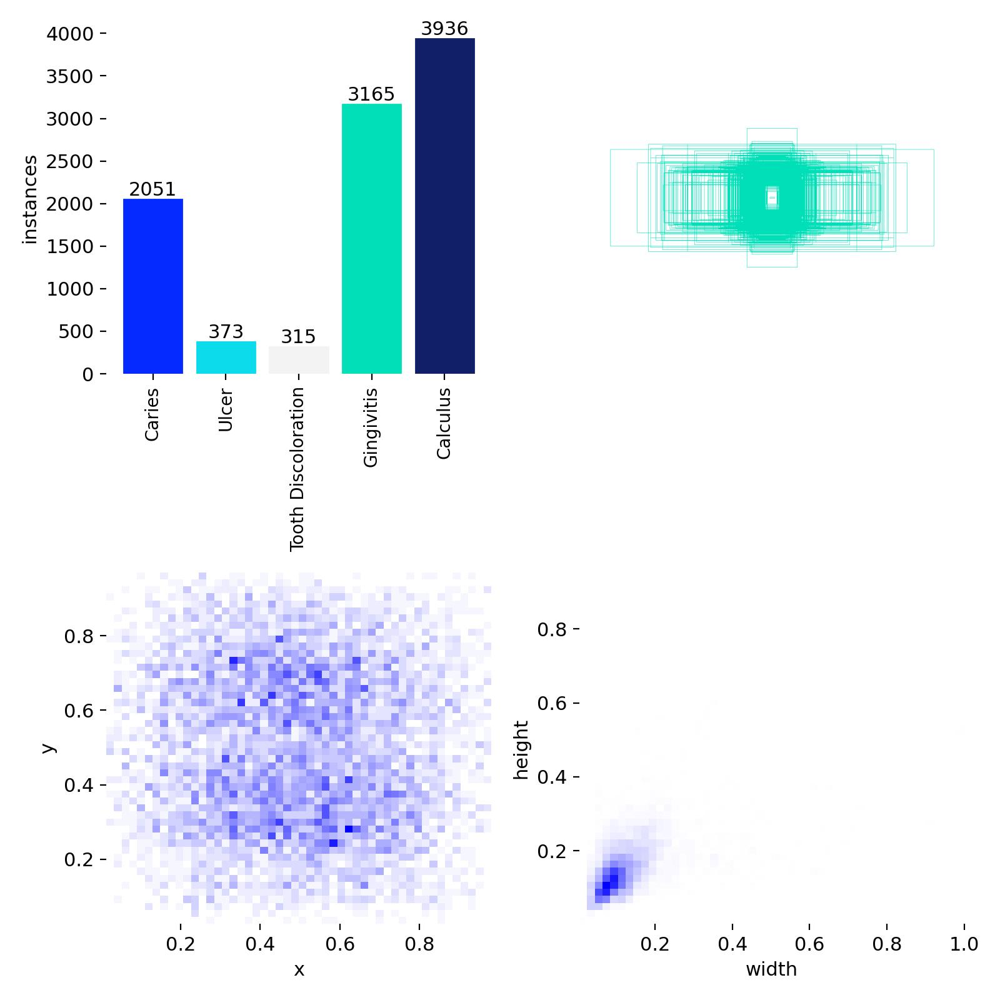 4000
3500
3000
2500
2000
1500
1000
500
0
instances
2051
373
315
3165
3936
Caries
Ulcer
Tooth Discoloration
Gingivitis
Calculus
0.8
0.6
0.4
0.2
y
0.2 0.4 0.6 0.8
x
0.8
0.6
0.4
0.2
height
0.2 0.4 0.6 0.8 1.0
width